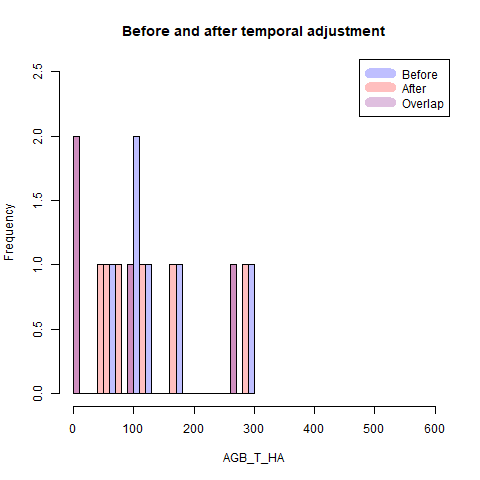 Before and after temporal adjustment
Before
After
Overlap
Frequency
2.5
2.0
1.5
1.0
0.5
0.0
0 100 200 300 400 500 600
AGB_T_HA